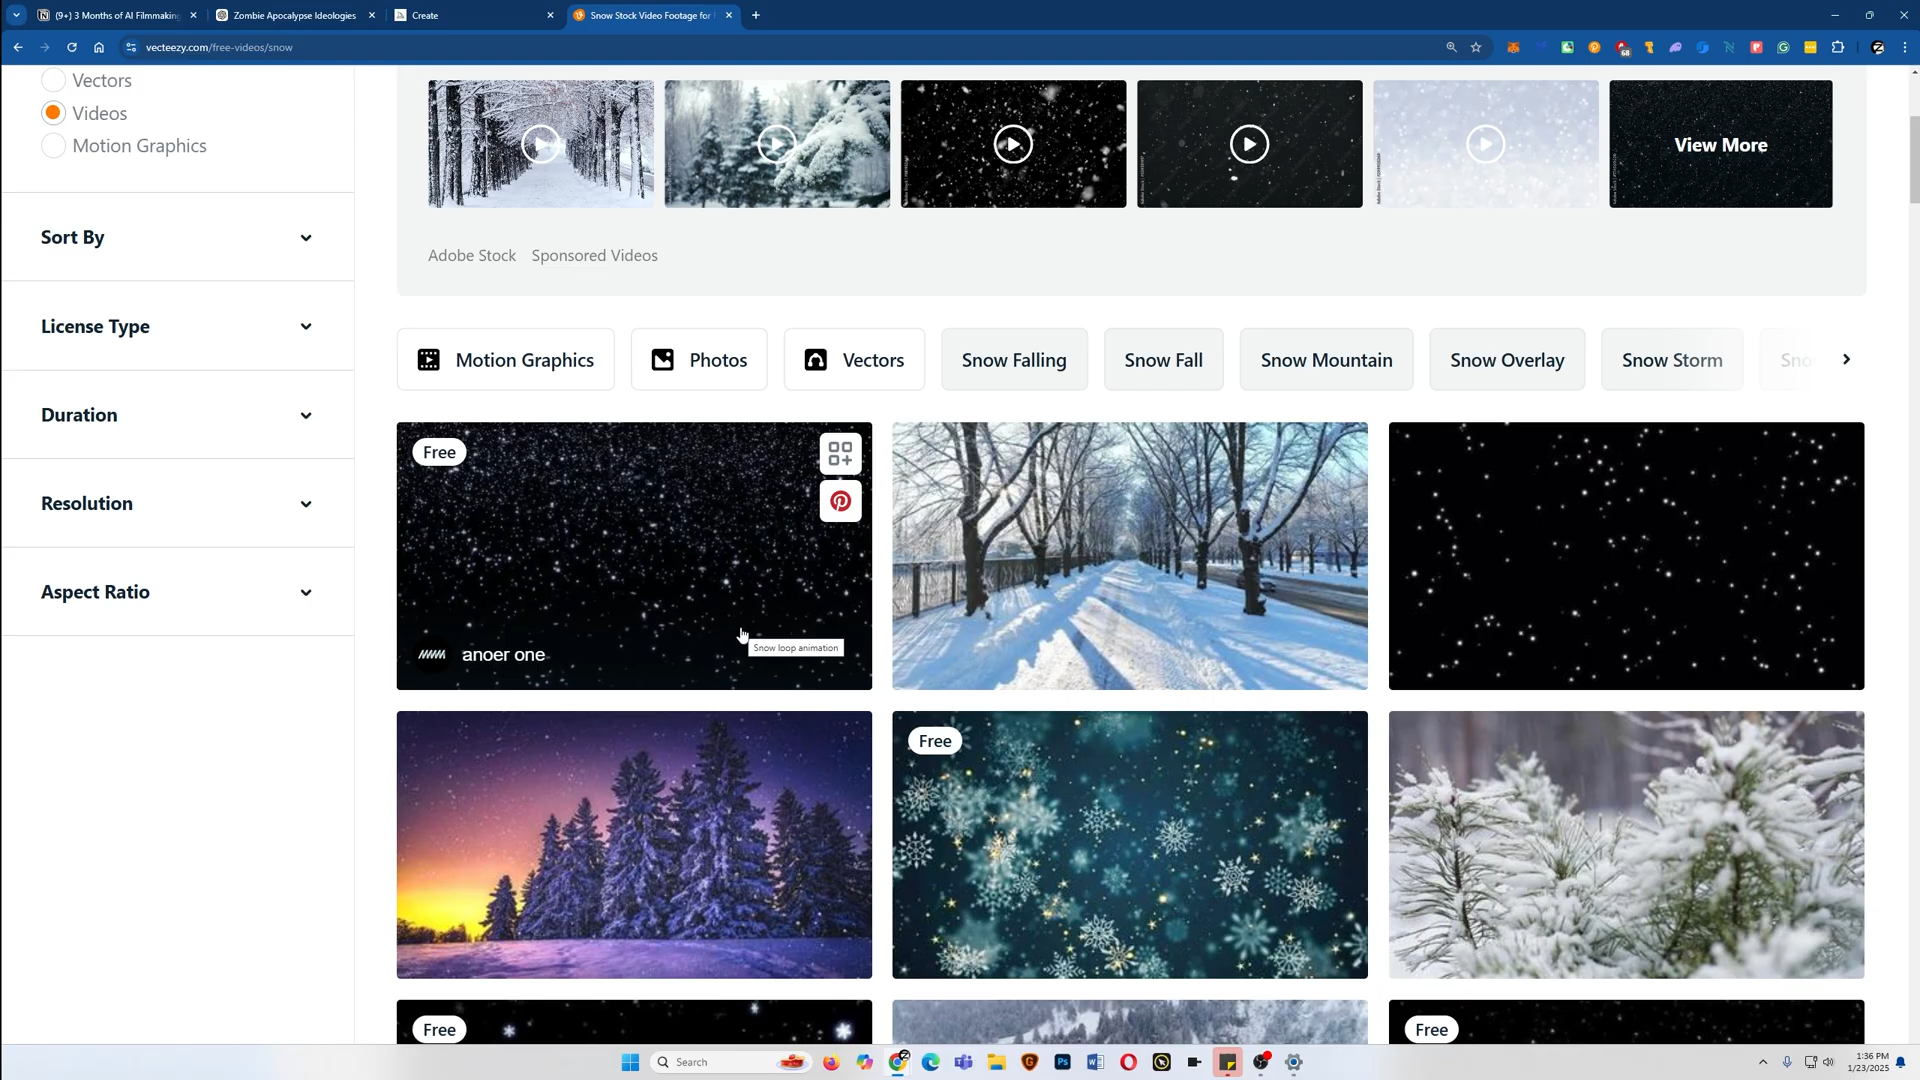 (9+) 3 Months of AI Filmmaking
Zombie Apocalypse Ideologies
Create
Snow Stock Video Footage for
vecteezy.com/free-videos/snow
68
Vectors
Videos
Motion Graphics
Sort By
License Type
Duration
Resolution
Aspect Ratio
View More
Adobe Stock Sponsored Videos
Motion Graphics
Photos
Vectors
Snow Falling
Snow Fall
Snow Mountain
Snow Overlay
Snow Storm
Sno
Free
anoer one
Snow loop animation
Free
Free
Free
Search
1:36 PM
1/23/2025